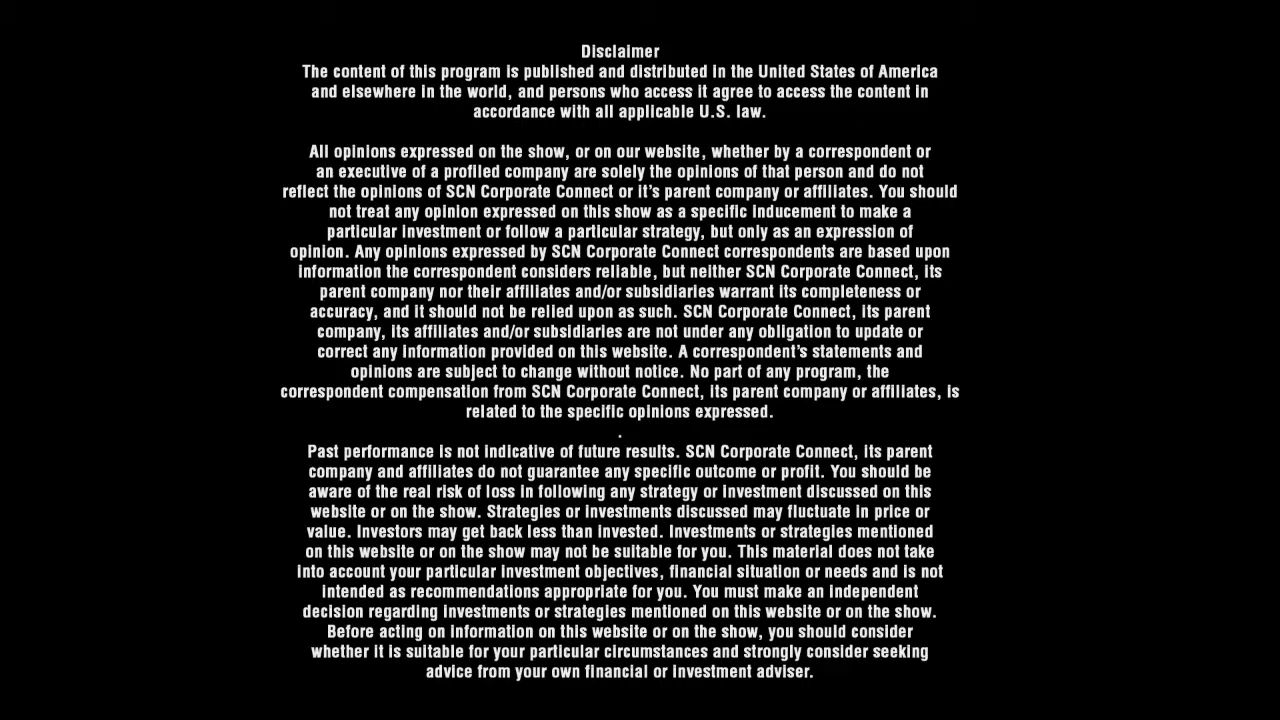 Disclaimer
The content of this program is published and distributed in the United States of America
and elsewhere in the world, and persons who access it agree to access the content in
accordance with all applicable U.S. law.
All opinions expressed on the show, or on our website, whether by a correspondent or
an executive of a profiled company are solely the opinions of that person and do not
reflect the opinions of SCN Corporate Connect or it's parent company or affiliates. You should
not treat any opinion expressed on this show as a specific inducement to make a
particular investment or follow a particular strategy, but only as an expression of
opinion. Any opinions expressed by SCN Corporate Connect correspondents are based upon
information the correspondent considers reliable, but neither SCN Corporate Connect, its
parent company nor their affiliates and/or subsidiaries warrant its completeness or
accuracy, and it should not be relied upon as such. SCN Corporate Connect, its parent
company, its affiliates and/or subsidiaries are not under any obligation to update or
correct any information provided on this website. A correspondent's statements and
opinions are subject to change without notice. No part of any program, the
correspondent compensation from SCN Corporate Connect, its parent company or affiliates, is
related to the specific opinions expressed.
.
Past performance is not indicative of future results. SCN Corporate Connect, its parent
company and affiliates do not guarantee any specific outcome or profit. You should be
aware of the real risk of loss in following any strategy or investment discussed on this
website or on the show. Strategies or investments discussed may fluctuate in price or
value. Investors may get back less than invested. Investments or strategies mentioned
on this website or on the show may not be suitable for you. This material does not take
into account your particular investment objectives, financial situation or needs and is not
intended as recommendations appropriate for you. You must make an independent
decision regarding investments or strategies mentioned on this website or on the show.
Before acting on information on this website or on the show, you should consider
whether it is suitable for your particular circumstances and strongly consider seeking
advice from your own financial or investment adviser.